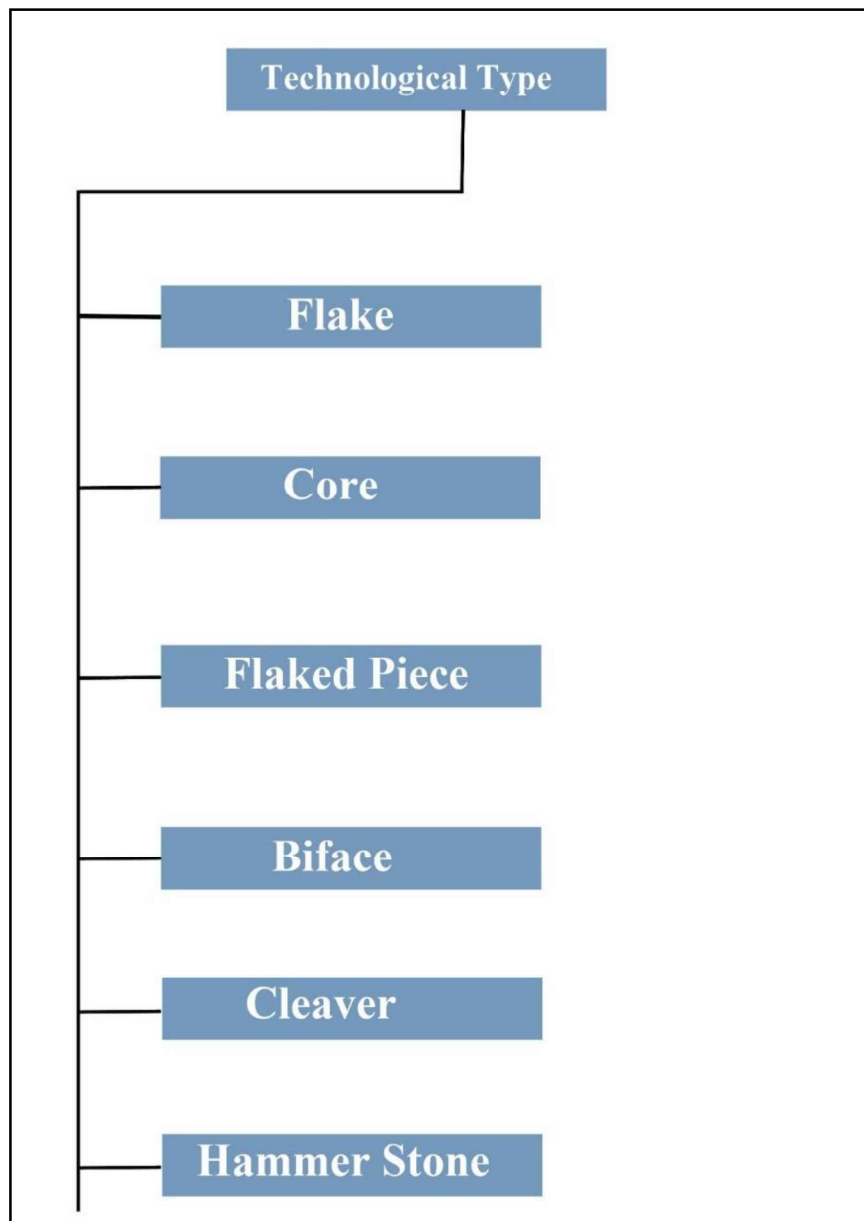 Technological Type
Flake
Core
Flaked Piece
Biface
Cleaver
Hammer Stone